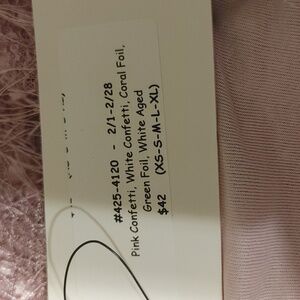 #425-4120 - 2/1-2/28
Pink Confetti, White Confetti, Coral Foil,
Green Foil, White Aged
$42 (XS-S-M-L-XL)